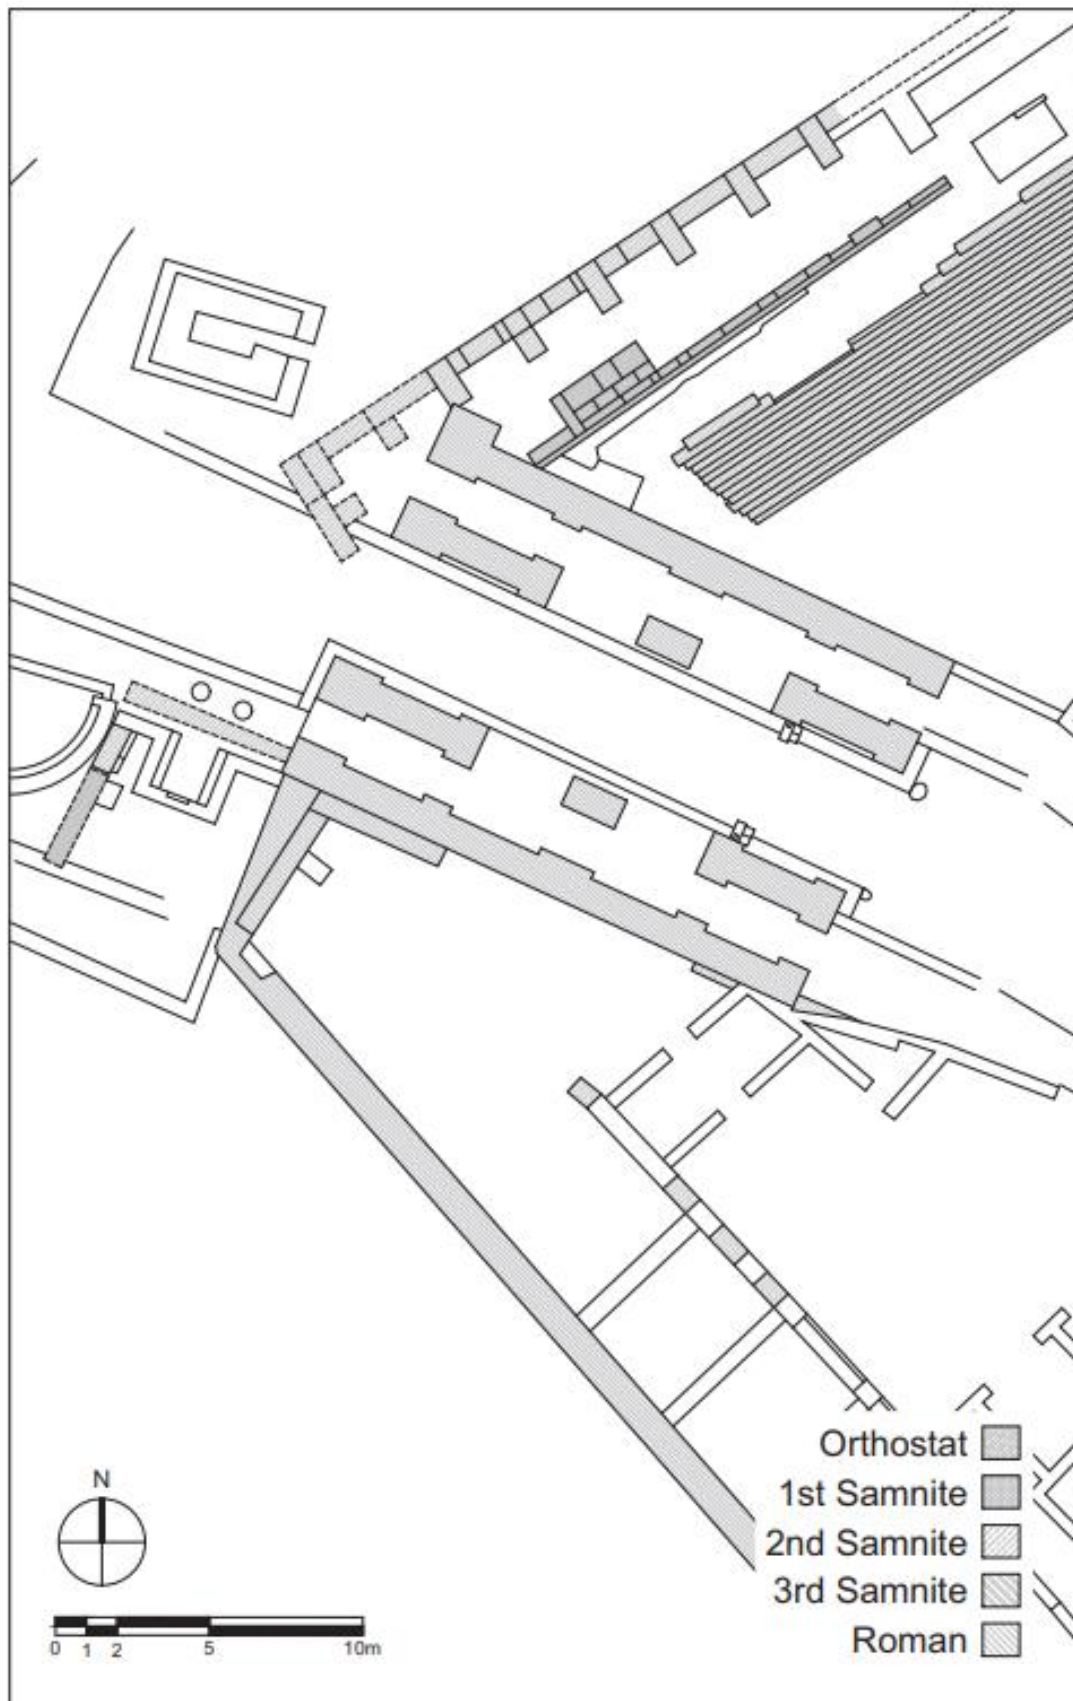 N
0 1 2 5 10m
Orthostat
1st Samnite
2nd Samnite
3rd Samnite
Roman